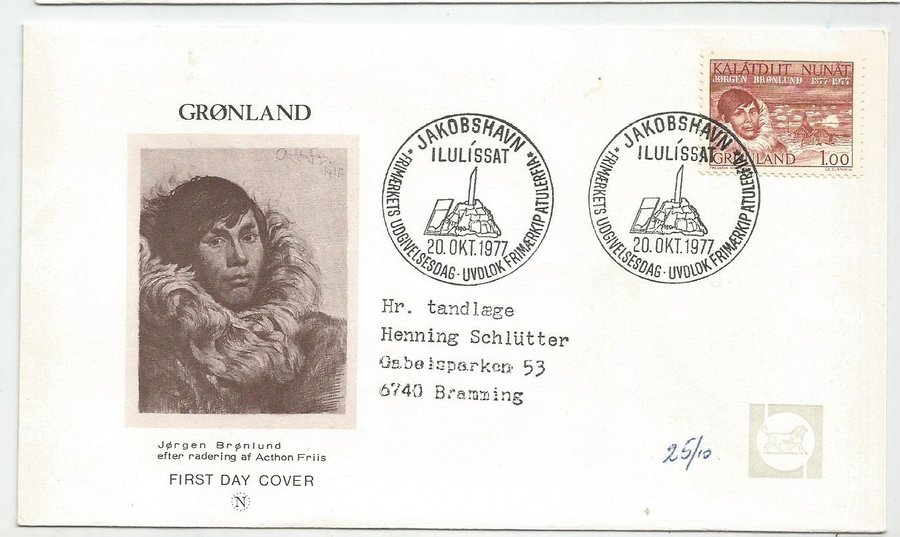 GRØNLAND
Jørgen Brønlund
efter radering af Acthon Friis
FIRST DAY COVER
N
JAKOBSHAVN
ILULÍSSAT
20. OKT. 1977
* FRIMÆRKETS UDGIVELSESDAG · UVDLOK FRIMÆRKIP ATULERFIA *
JAKOBSHAVN
ILULÍSSAT
20. OKT. 1977
* FRIMÆRKETS UDGIVELSESDAG · UVDLOK FRIMÆRKIP ATULERFIA *
KALÂTDLIT NUNÂT
JØRGEN BRØNLUND 1877-1977
GRØNLAND 1.00
Hr. tandlæge
Henning Schlütter
Gabelsparken 53
6740 Bramming
25/10